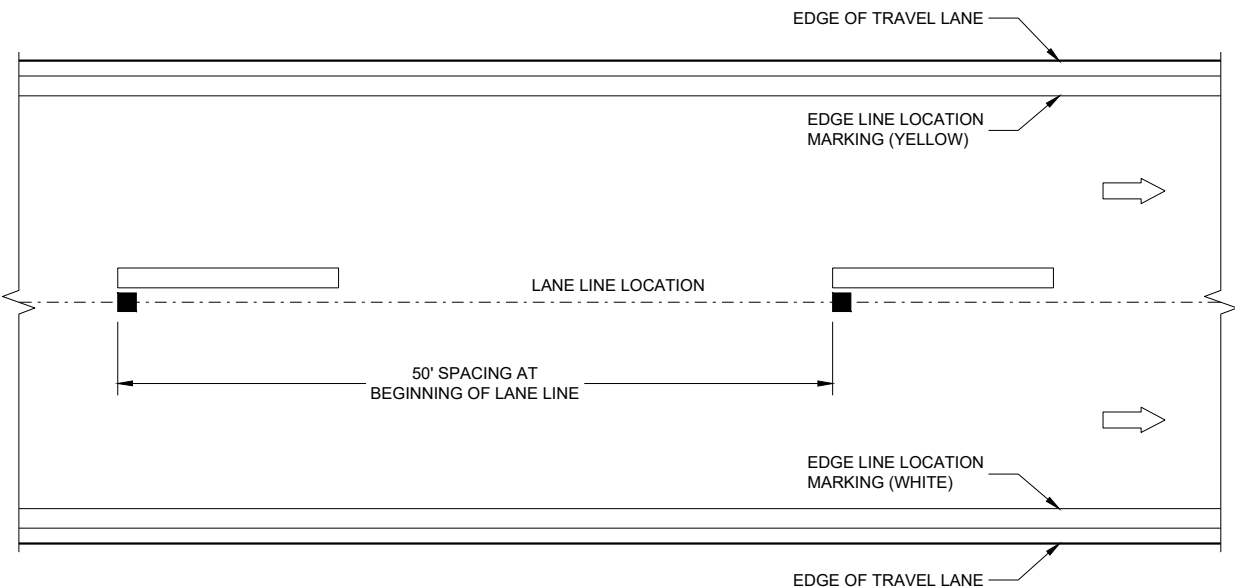 EDGE OF TRAVEL LANE
EDGE LINE LOCATION
MARKING (YELLOW)
LANE LINE LOCATION
50' SPACING AT
BEGINNING OF LANE LINE
EDGE LINE LOCATION
MARKING (WHITE)
EDGE OF TRAVEL LANE